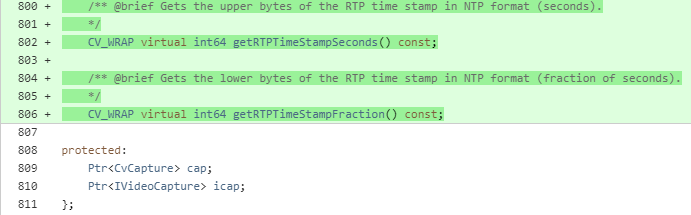 800 + /** @brief Gets the upper bytes of the RTP time stamp in NTP format (seconds).
801 + */
802 + CV_WRAP virtual int64 getRTPTimeStampSeconds() const;
803 +
804 + /** @brief Gets the lower bytes of the RTP time stamp in NTP format (fraction of seconds).
805 + */
806 + CV_WRAP virtual int64 getRTPTimeStampFraction() const;
807
808 protected:
809 Ptr<CvCapture> cap;
810 Ptr<IVideoCapture> icap;
811 };